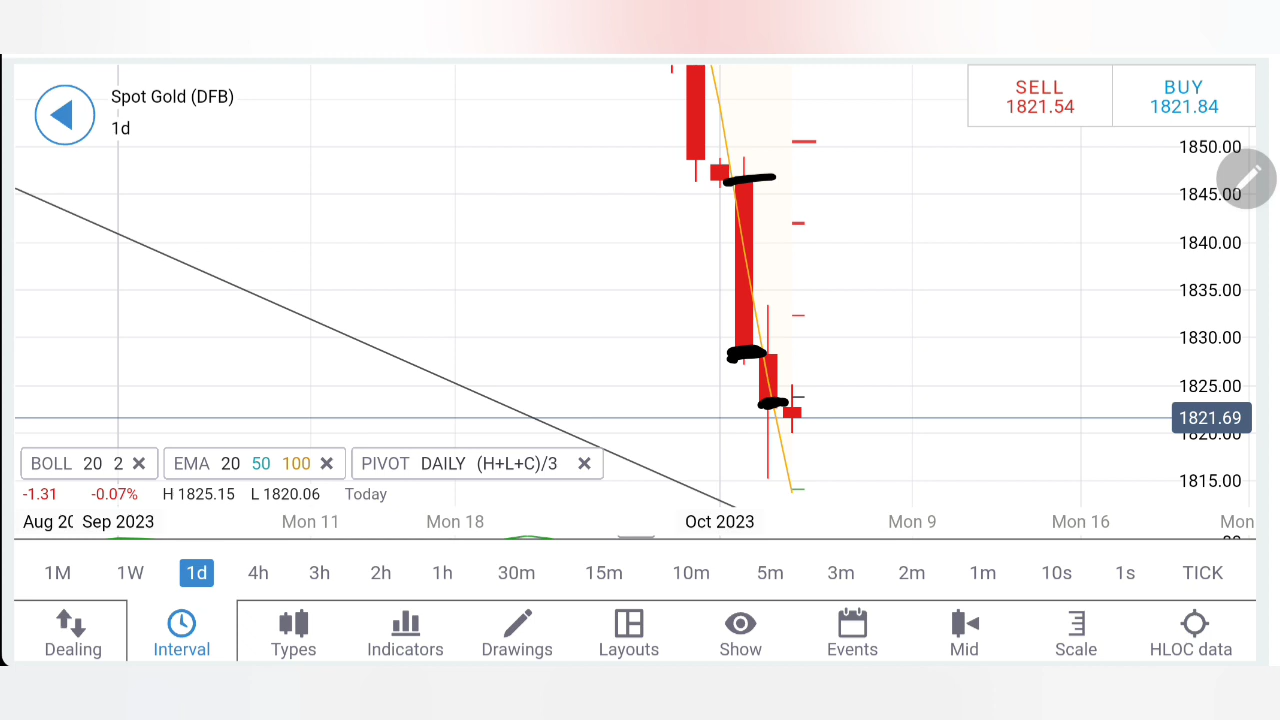 Spot Gold (DFB)
1d
SELL
1821.54
BUY
1821.84
1850.00
1845.00
1840.00
1835.00
1830.00
1825.00
1821.69
1820.00
1815.00
BOLL 20 2 ×
EMA 20 50 100 ×
PIVOT DAILY (H+L+C)/3 ×
-1.31 -0.07% H 1825.15 L 1820.06 Today
Aug Sep 2023 Mon 11 Mon 18 Oct 2023 Mon 9 Mon 16 Mon
1M 1W 1d 4h 3h 2h 1h 30m 15m 10m 5m 3m 2m 1m 10s 1s TICK
Dealing Interval Types Indicators Drawings Layouts Show Events Mid Scale HLOC data